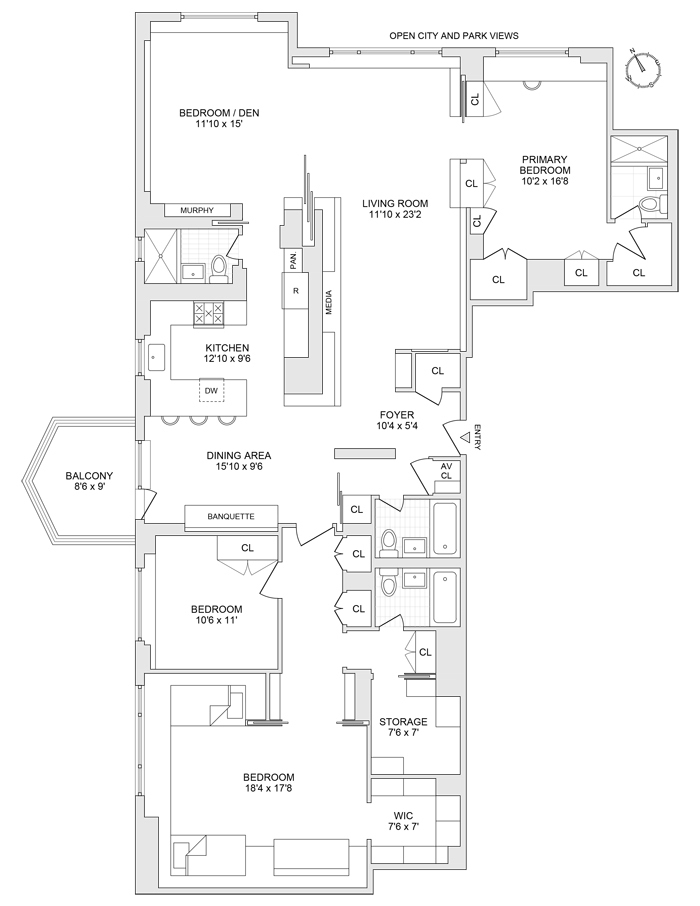 OPEN CITY AND PARK VIEWS
N
BEDROOM / DEN
11'10 x 15'
CL
PRIMARY
BEDROOM
10'2 x 16'8
CL
LIVING ROOM
11'10 x 23'2
MURPHY
CL
PAN.
R
MEDIA
CL
CL
CL
KITCHEN
12'10 x 9'6
DW
CL
FOYER
10'4 x 5'4
ENTRY
DINING AREA
15'10 x 9'6
AV
CL
BALCONY
8'6 x 9'
BANQUETTE
CL
CL
CL
BEDROOM
10'6 x 11'
CL
CL
STORAGE
7'6 x 7'
BEDROOM
18'4 x 17'8
WIC
7'6 x 7'